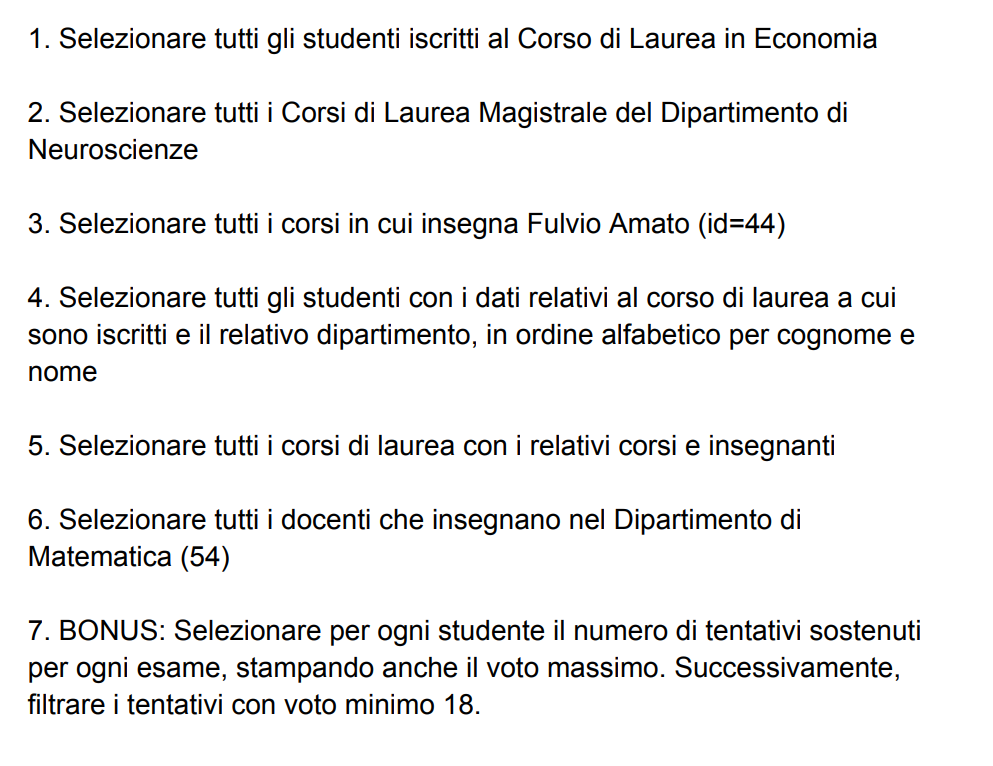 1. Selezionare tutti gli studenti iscritti al Corso di Laurea in Economia
2. Selezionare tutti i Corsi di Laurea Magistrale del Dipartimento di
Neuroscienze
3. Selezionare tutti i corsi in cui insegna Fulvio Amato (id=44)
4. Selezionare tutti gli studenti con i dati relativi al corso di laurea a cui
sono iscritti e il relativo dipartimento, in ordine alfabetico per cognome e
nome
5. Selezionare tutti i corsi di laurea con i relativi corsi e insegnanti
6. Selezionare tutti i docenti che insegnano nel Dipartimento di
Matematica (54)
7. BONUS: Selezionare per ogni studente il numero di tentativi sostenuti
per ogni esame, stampando anche il voto massimo. Successivamente,
filtrare i tentativi con voto minimo 18.